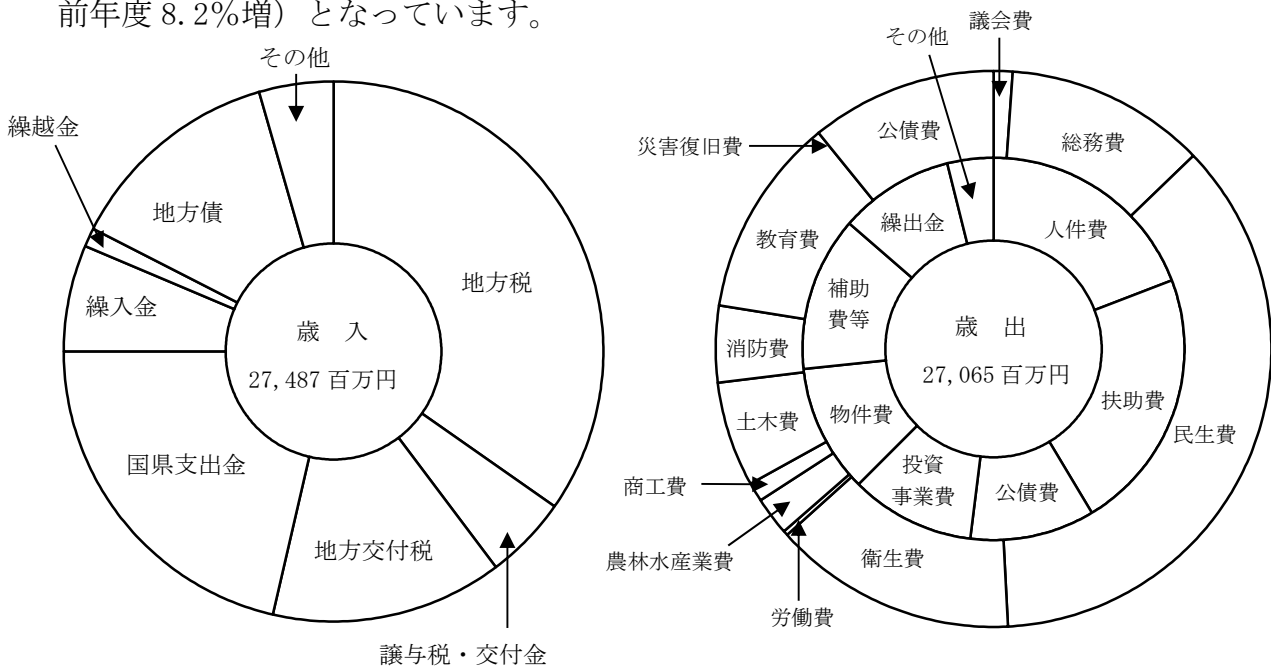 前年度 8.2%増）となっています。
その他
繰越金
地方債
地方税
繰入金
歳 入
27,487 百万円
国県支出金
地方交付税
譲与税・交付金
議会費
その他
公債費
総務費
災害復旧費
繰出金
人件費
教育費
補助
費等
歳 出
27,065 百万円
消防費
扶助費
民生費
土木費
物件費
投資
事業費
公債費
商工費
農林水産業費
衛生費
労働費